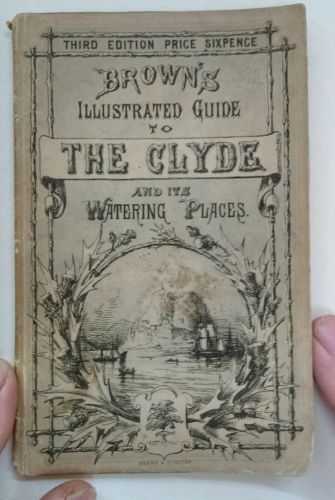 THIRD EDITION PRICE SIXPENCE
BROWN'S
ILLUSTRATED GUIDE
TO
THE CLYDE
AND ITS
WATERING PLACES.